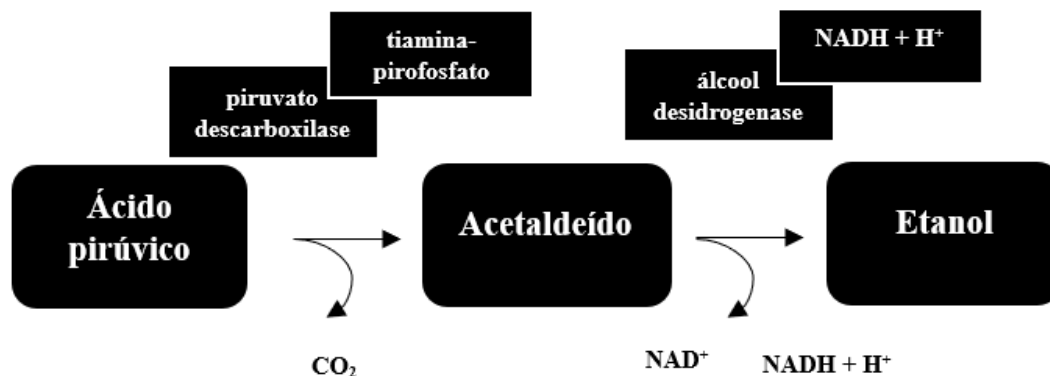 tiamina-
pirofosfato
NADH + H⁺
piruvato
descarboxilase
álcool
desidrogenase
Ácido
pirúvico
Acetaldeído
Etanol
CO₂
NAD⁺
NADH + H⁺